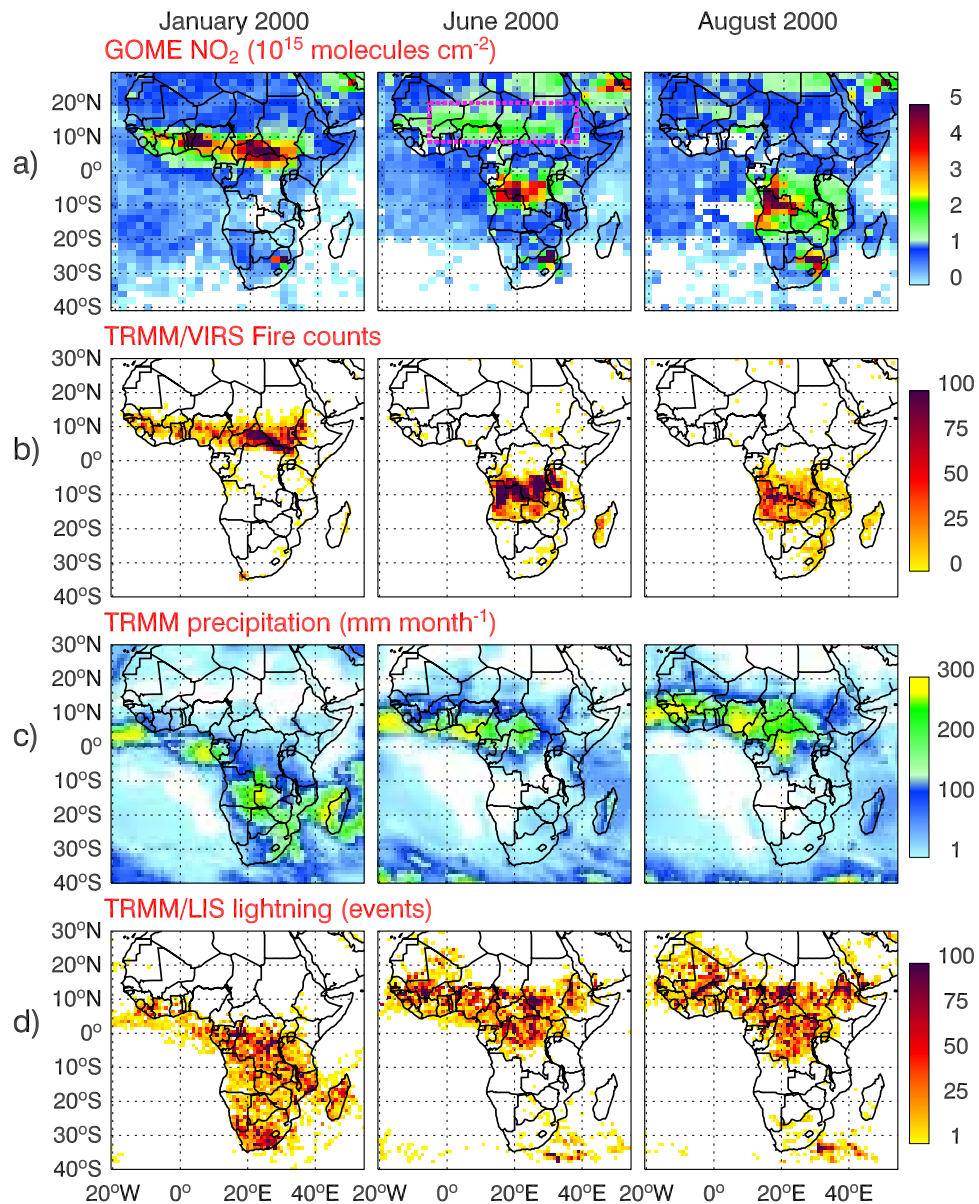 January 2000 June 2000 August 2000
GOME NO₂ (10¹⁵ molecules cm⁻²)
a)
20°N
10°N
0°
10°S
20°S
30°S
40°S
5
4
3
2
1
0
TRMM/VIRS Fire counts
b)
30°N
20°N
10°N
0°
10°S
20°S
30°S
40°S
100
75
50
25
0
TRMM precipitation (mm month⁻¹)
c)
30°N
20°N
10°N
0°
10°S
20°S
30°S
40°S
300
200
100
1
TRMM/LIS lightning (events)
d)
30°N
20°N
10°N
0°
10°S
20°S
30°S
40°S
100
75
50
25
1
20°W 0° 20°E 40°E 0° 20°E 40°E 0° 20°E 40°E